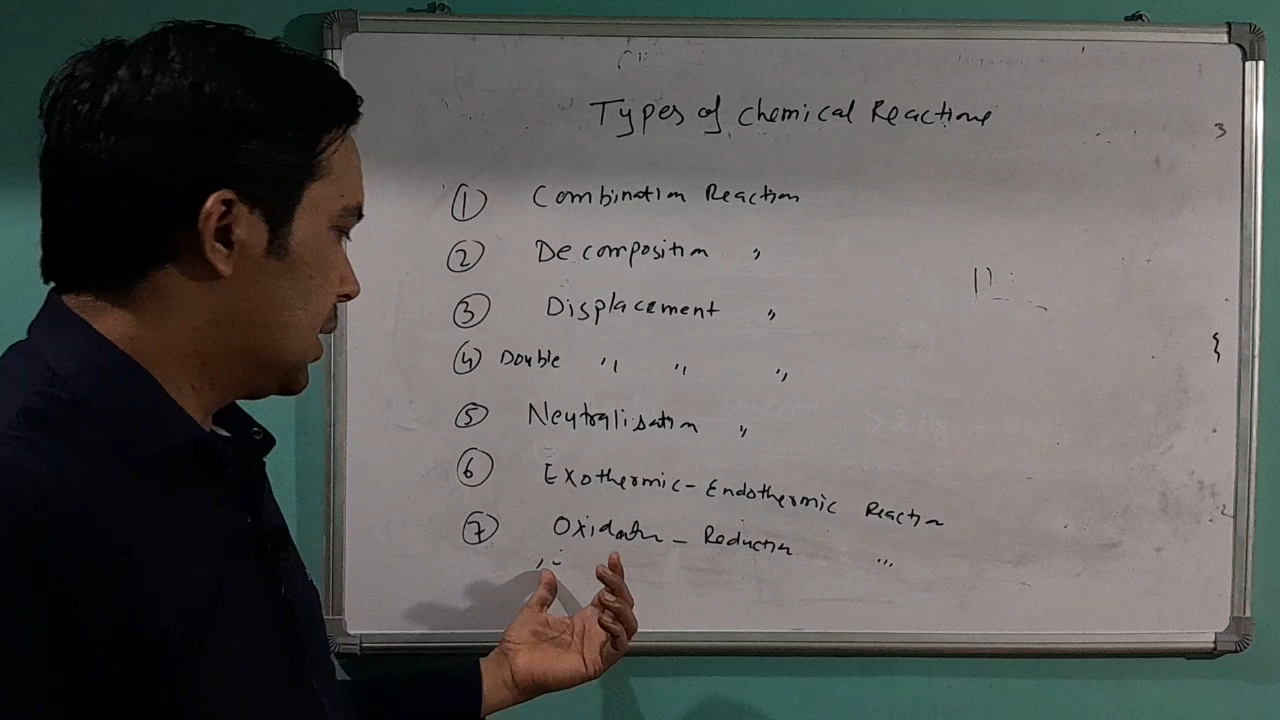 Types of Chemical Reactions
① Combination Reaction
② Decomposition "
③ Displacement "
④ Double " " "
⑤ Neutralisation "
⑥ Exothermic - Endothermic Reaction
⑦ Oxidation - Reduction "